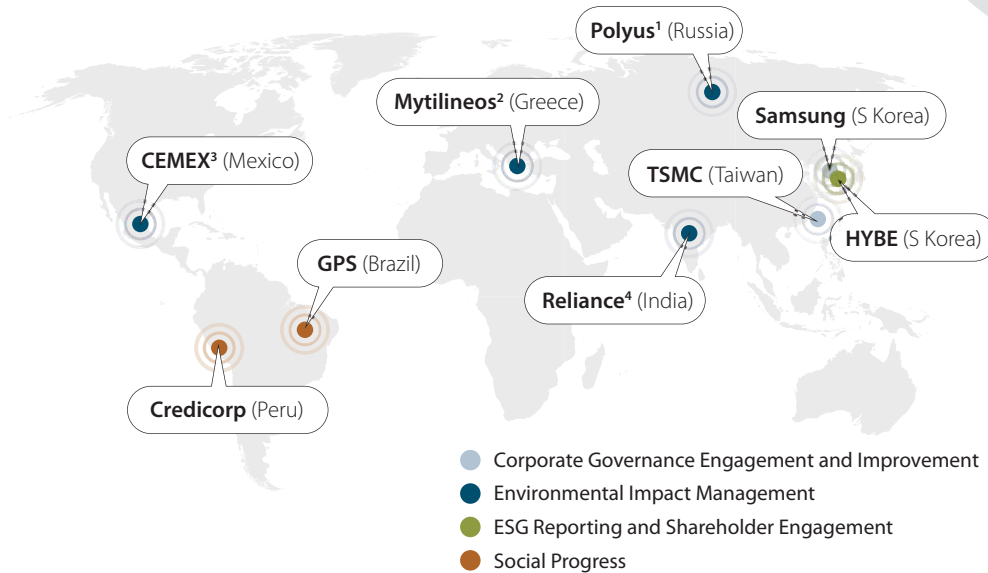 Polyus¹ (Russia)
Mytilineos² (Greece)
Samsung (S Korea)
CEMEX³ (Mexico)
TSMC (Taiwan)
HYBE (S Korea)
GPS (Brazil)
Reliance⁴ (India)
Credicorp (Peru)
Corporate Governance Engagement and Improvement
Environmental Impact Management
ESG Reporting and Shareholder Engagement
Social Progress